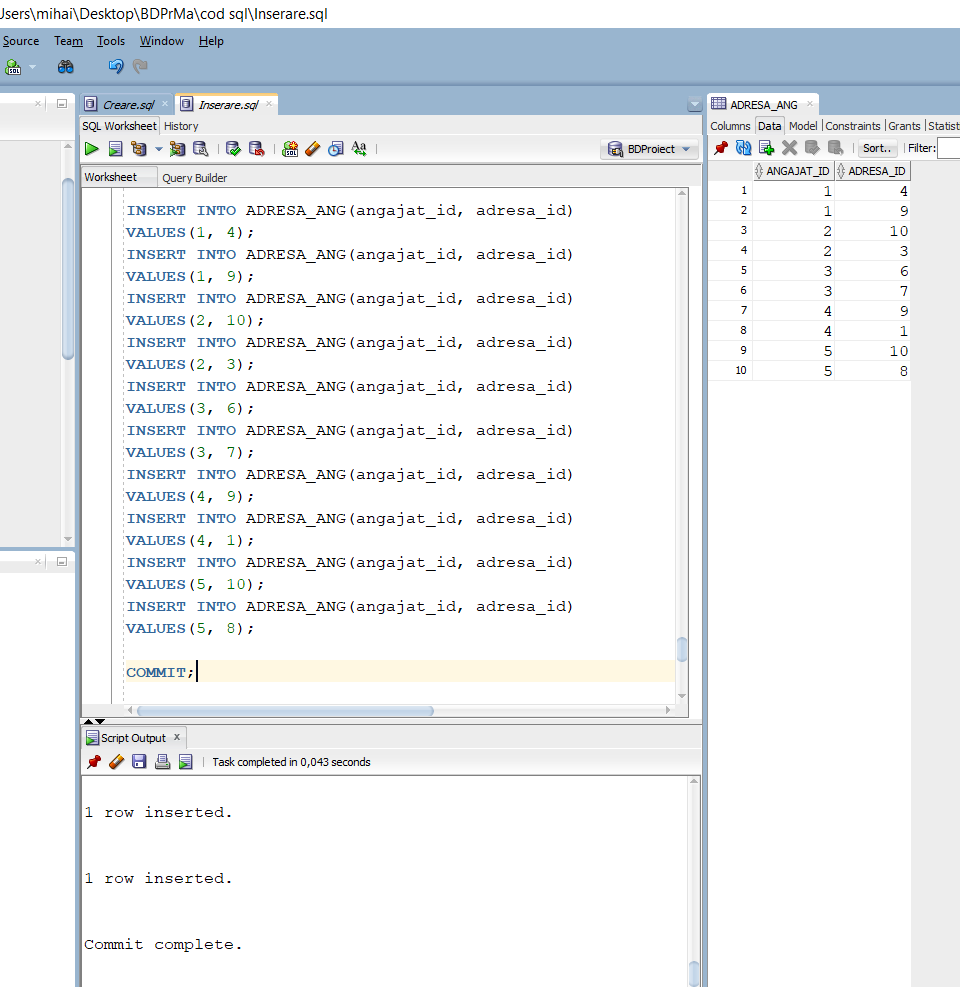 Jsers\mihai\Desktop\BDPrMa\cod sql\Inserare.sql
Source Team Tools Window Help
SQL
Creare.sql × Inserare.sql × ADRESA_ANG ×
SQL Worksheet History
Columns Data Model Constraints Grants Statist
BDProiect
Sort.. Filter:
Worksheet Query Builder
INSERT INTO ADRESA_ANG(angajat_id, adresa_id)
VALUES(1, 4);
INSERT INTO ADRESA_ANG(angajat_id, adresa_id)
VALUES(1, 9);
INSERT INTO ADRESA_ANG(angajat_id, adresa_id)
VALUES(2, 10);
INSERT INTO ADRESA_ANG(angajat_id, adresa_id)
VALUES(2, 3);
INSERT INTO ADRESA_ANG(angajat_id, adresa_id)
VALUES(3, 6);
INSERT INTO ADRESA_ANG(angajat_id, adresa_id)
VALUES(3, 7);
INSERT INTO ADRESA_ANG(angajat_id, adresa_id)
VALUES(4, 9);
INSERT INTO ADRESA_ANG(angajat_id, adresa_id)
VALUES(4, 1);
INSERT INTO ADRESA_ANG(angajat_id, adresa_id)
VALUES(5, 10);
INSERT INTO ADRESA_ANG(angajat_id, adresa_id)
VALUES(5, 8);
COMMIT;
ANGAJAT_ID ADRESA_ID
1 1 4
2 1 9
3 2 10
4 2 3
5 3 6
6 3 7
7 4 9
8 4 1
9 5 10
10 5 8
Script Output ×
Task completed in 0,043 seconds
1 row inserted.
1 row inserted.
Commit complete.